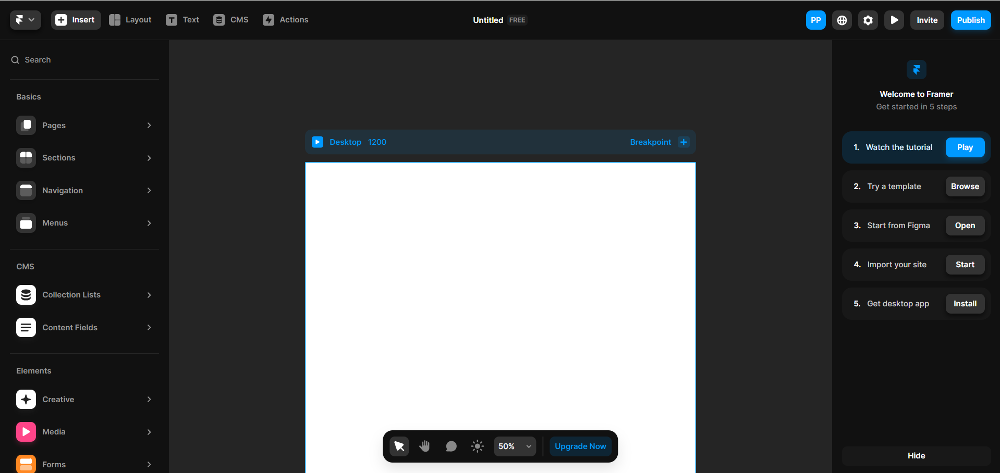 Insert Layout Text CMS Actions Untitled FREE PP Invite Publish
Search
Basics
Pages
Sections
Navigation
Menus
CMS
Collection Lists
Content Fields
Elements
Creative
Media
Forms
Desktop 1200 Breakpoint
50% Upgrade Now
Welcome to Framer
Get started in 5 steps
1. Watch the tutorial Play
2. Try a template Browse
3. Start from Figma Open
4. Import your site Start
5. Get desktop app Install
Hide